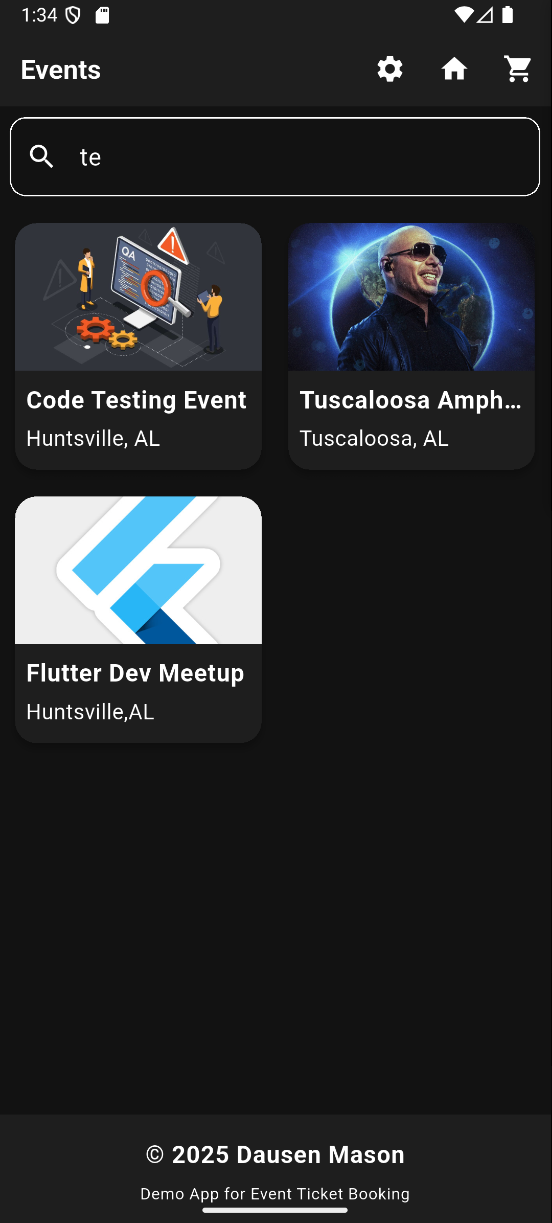 1:34
Events
te
QA
Code Testing Event
Huntsville, AL
Tuscaloosa Amph...
Tuscaloosa, AL
Flutter Dev Meetup
Huntsville,AL
© 2025 Dausen Mason
Demo App for Event Ticket Booking